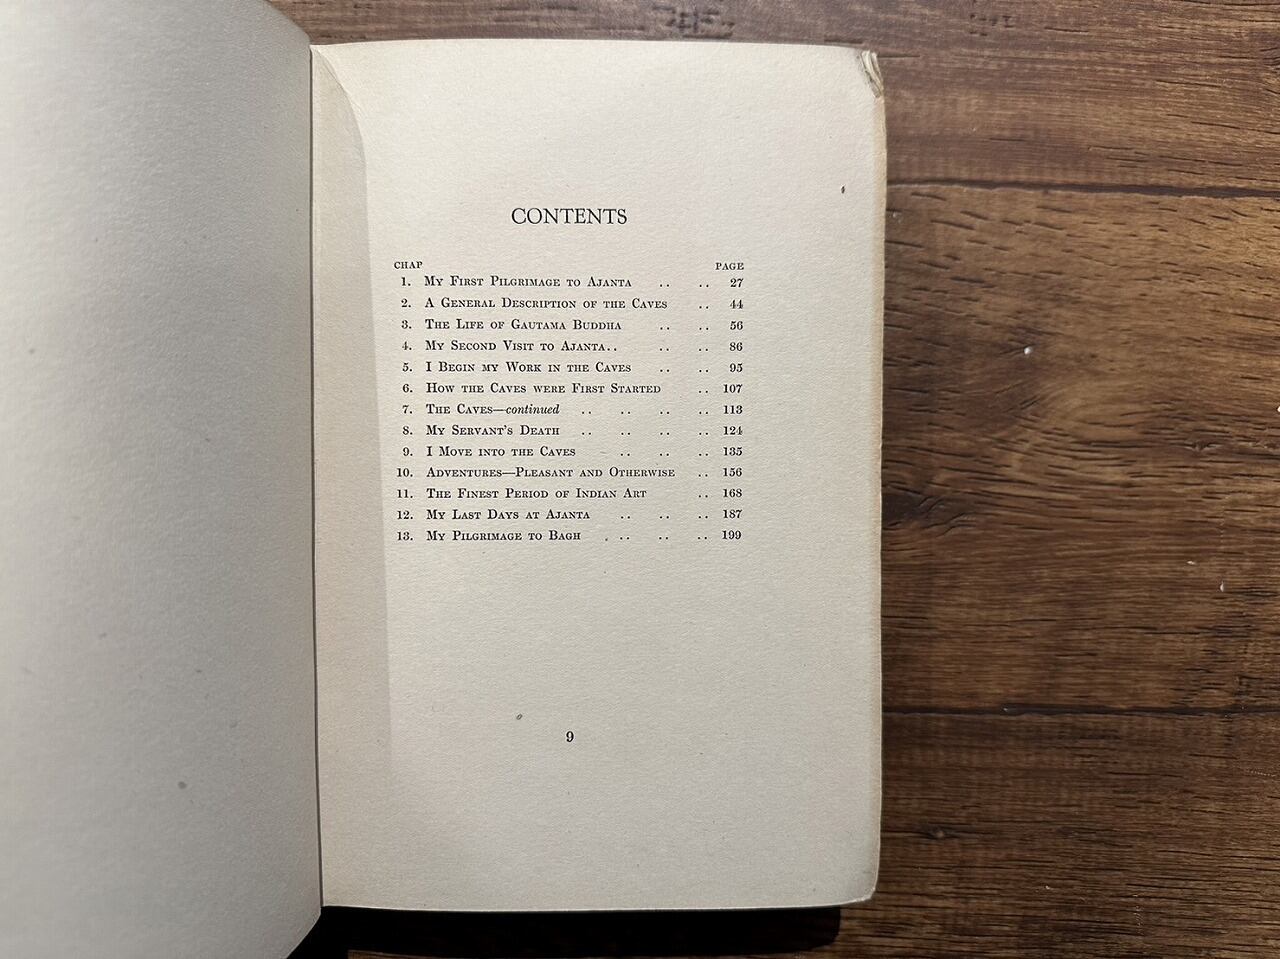 CONTENTS
CHAP PAGE
1. My First Pilgrimage to Ajanta .. .. 27
2. A General Description of the Caves .. 44
3. The Life of Gautama Buddha .. .. 56
4. My Second Visit to Ajanta.. .. .. 86
5. I Begin my Work in the Caves .. .. 95
6. How the Caves were First Started .. 107
7. The Caves—continued .. .. .. .. 113
8. My Servant's Death .. .. .. .. 124
9. I Move into the Caves .. .. .. 135
10. Adventures—Pleasant and Otherwise .. 156
11. The Finest Period of Indian Art .. 168
12. My Last Days at Ajanta .. .. .. 187
13. My Pilgrimage to Bagh .. .. .. 199
9